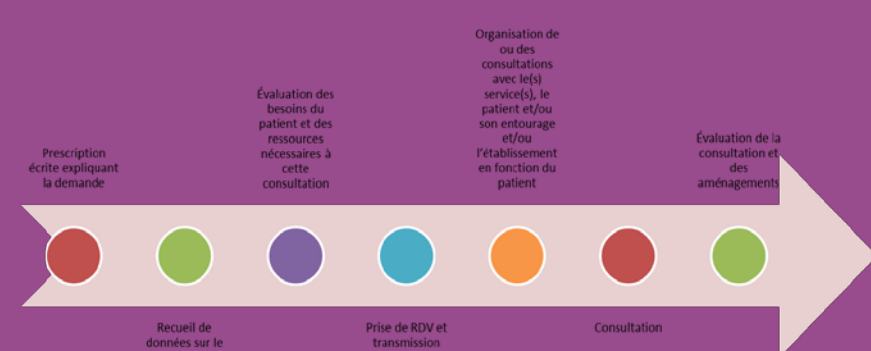 Prescription
écrite expliquant
la demande
Recueil de
données sur le
Évaluation des
besoins du
patient et des
ressources
nécessaires à
cette
consultation
Prise de RDV et
transmission
Organisation de
ou des
consultations
avec le(s)
service(s), le
patient et/ou
son entourage
et/ou
l'établissement
en fonction du
patient
Consultation
Évaluation de la
consultation et
des
aménagements